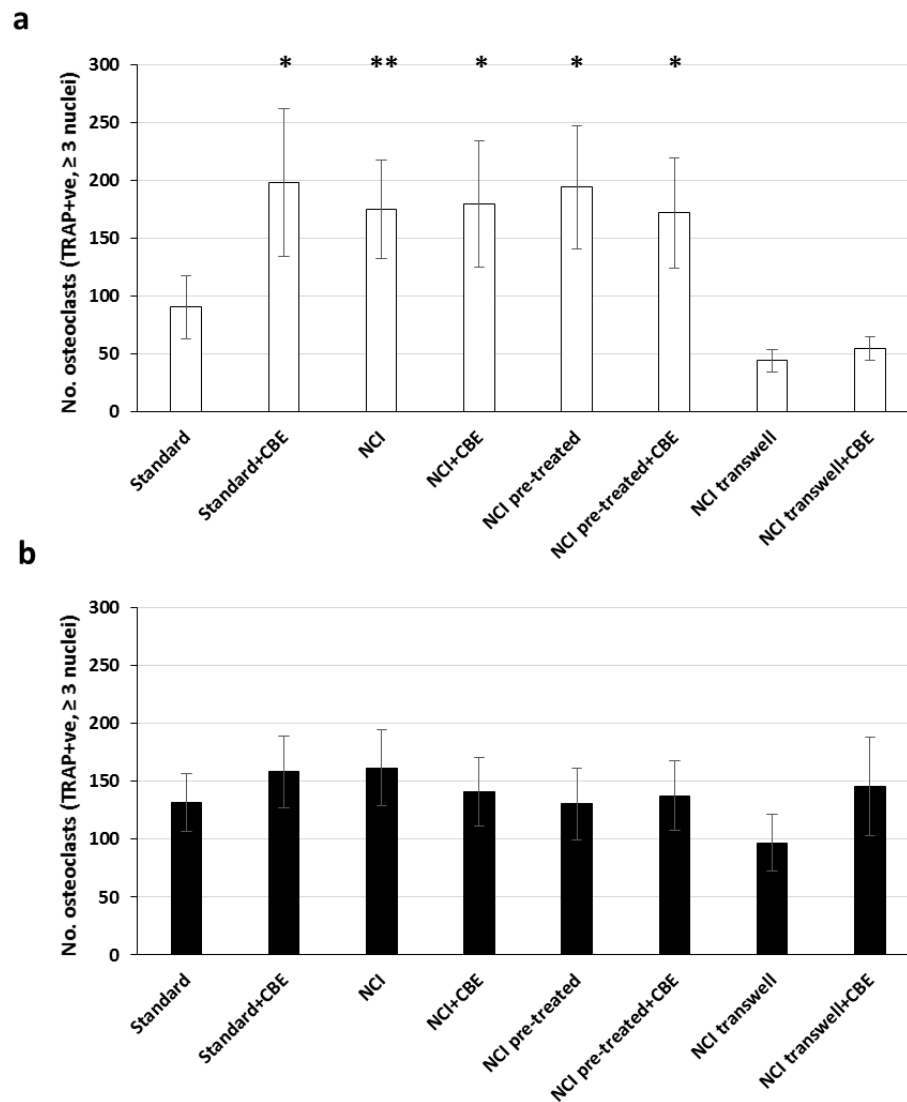 a
* ** * * *
300
250
200
150
100
50
0
No. osteoclasts (TRAP+ve, ≥ 3 nuclei)
Standard
Standard+CBE
NCI
NCI+CBE
NCI pre-treated
NCI pre-treated+CBE
NCI transwell
NCI transwell+CBE
b
300
250
200
150
100
50
0
No. osteoclasts (TRAP+ve, ≥ 3 nuclei)
Standard
Standard+CBE
NCI
NCI+CBE
NCI pre-treated
NCI pre-treated+CBE
NCI transwell
NCI transwell+CBE